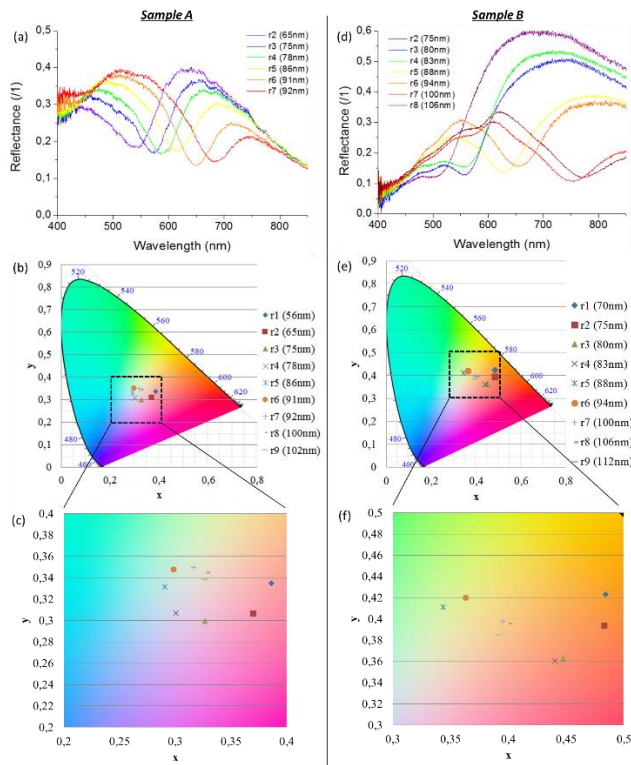 Sample A
(a)
r2 (65nm)
r3 (75nm)
r4 (78nm)
r5 (86nm)
r6 (91nm)
r7 (92nm)
Reflectance (/1)
0,5
0,4
0,3
0,2
0,1
0,0
400 500 600 700 800
Wavelength (nm)
(b)
0,9
0,8
0,7
0,6
0,5
0,4
0,3
0,2
0,1
0
y
520
540
560
580
600
620
480
460
0 0,2 0,4 0,6 0,8
x
r1 (56nm)
r2 (65nm)
r3 (75nm)
r4 (78nm)
r5 (86nm)
r6 (91nm)
r7 (92nm)
r8 (100nm)
r9 (102nm)
(c)
0,4
0,38
0,36
0,34
0,32
0,3
0,28
0,26
0,24
0,22
0,2
y
0,2 0,25 0,3 0,35 0,4
x
Sample B
(d)
r2 (75nm)
r3 (80nm)
r4 (83nm)
r5 (88nm)
r6 (94nm)
r7 (100nm)
r8 (106nm)
Reflectance (/1)
0,6
0,5
0,4
0,3
0,2
0,1
0,0
400 500 600 700 800
Wavelength (nm)
(e)
0,9
0,8
0,7
0,6
0,5
0,4
0,3
0,2
0,1
0
y
520
540
560
580
600
620
480
460
0 0,2 0,4 0,6 0,8
x
r1 (70nm)
r2 (75nm)
r3 (80nm)
r4 (83nm)
r5 (88nm)
r6 (94nm)
r7 (100nm)
r8 (106nm)
r9 (112nm)
(f)
0,5
0,48
0,46
0,44
0,42
0,4
0,38
0,36
0,34
0,32
0,3
y
0,3 0,35 0,4 0,45 0,5
x